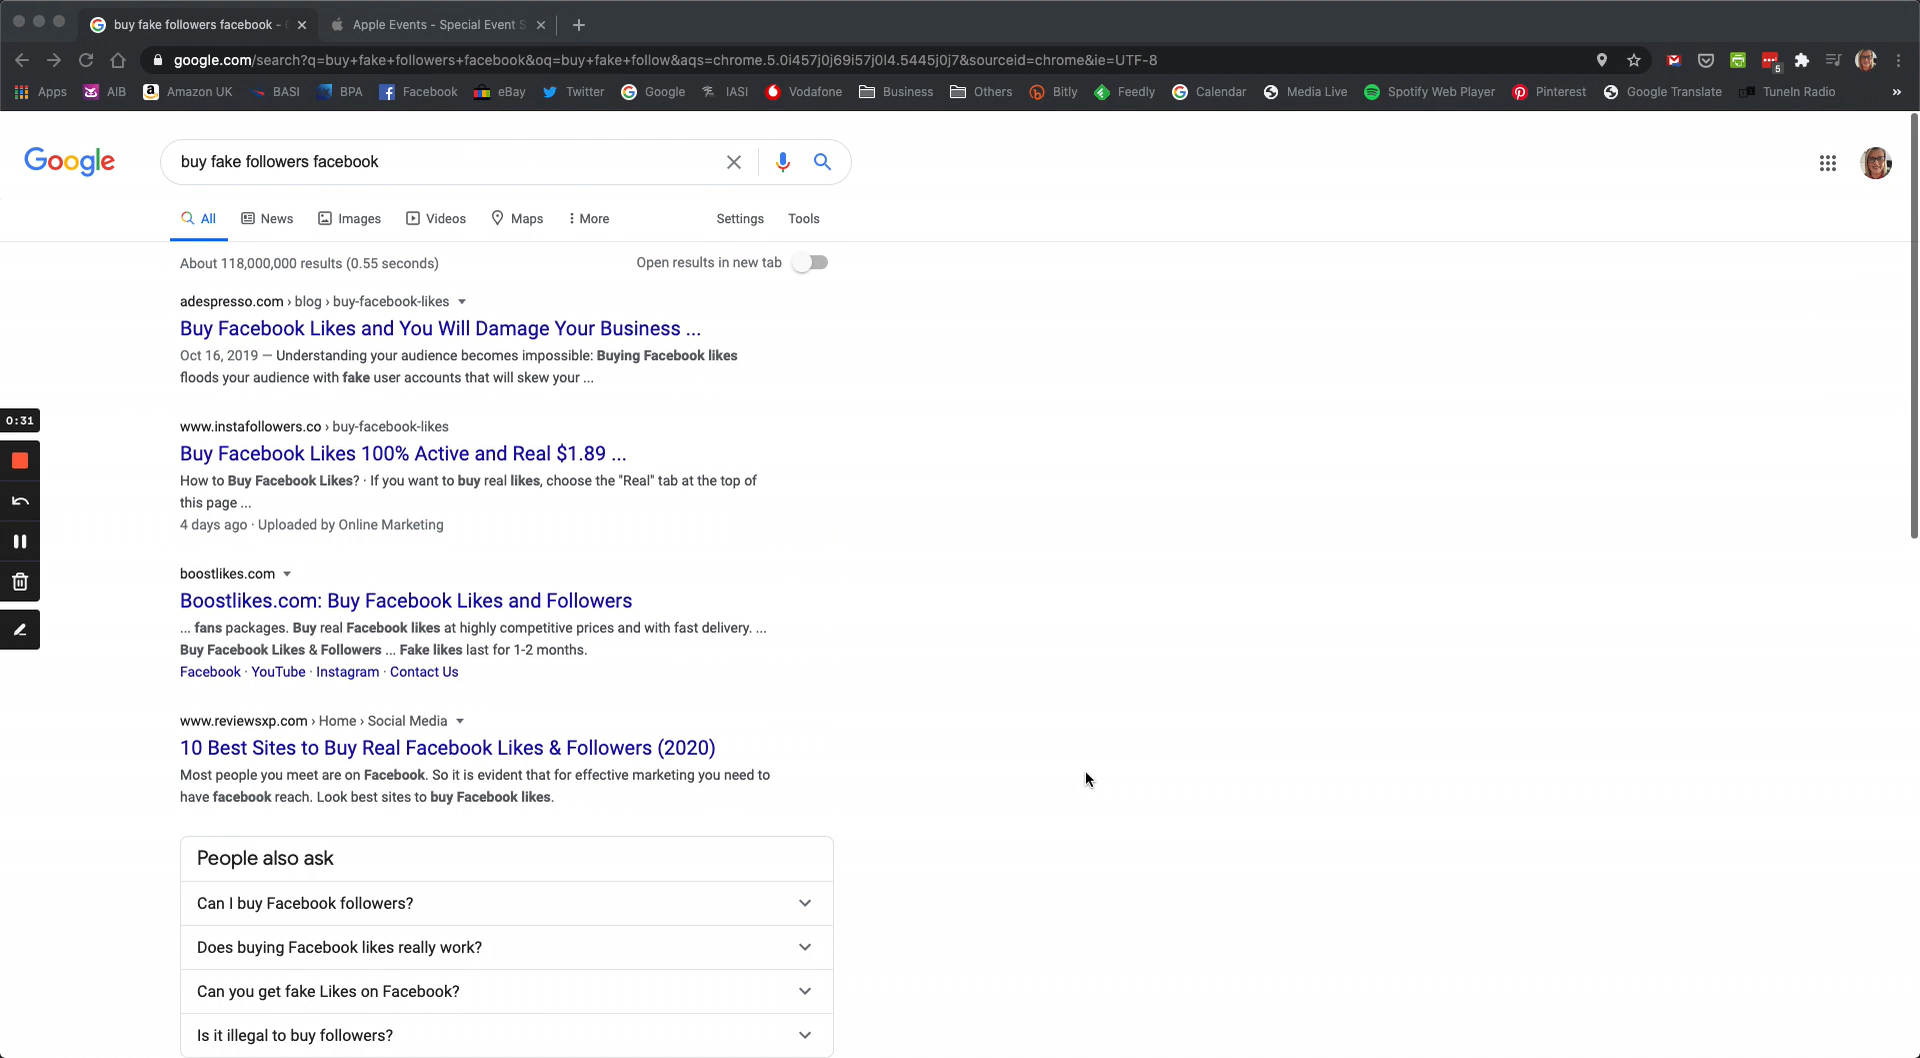 buy fake followers facebook -
Apple Events - Special Event S
google.com/search?q=buy+fake+followers+facebook&oq=buy+fake+follow&aqs=chrome.5.0i457j0j69i57j0l4.5445j0j7&sourceid=chrome&ie=UTF-8
5
Apps AIB Amazon UK BASI BPA Facebook eBay Twitter Google IASI Vodafone Business Others Bitly Feedly Calendar Media Live Spotify Web Player Pinterest Google Translate TuneIn Radio »
Google
buy fake followers facebook
All News Images Videos Maps More Settings Tools
About 118,000,000 results (0.55 seconds)
Open results in new tab
adespresso.com › blog › buy-facebook-likes
Buy Facebook Likes and You Will Damage Your Business ...
Oct 16, 2019 — Understanding your audience becomes impossible: Buying Facebook likes
floods your audience with fake user accounts that will skew your ...
0:31
www.instafollowers.co › buy-facebook-likes
Buy Facebook Likes 100% Active and Real $1.89 ...
How to Buy Facebook Likes? · If you want to buy real likes, choose the "Real" tab at the top of
this page ...
4 days ago · Uploaded by Online Marketing
boostlikes.com
Boostlikes.com: Buy Facebook Likes and Followers
... fans packages. Buy real Facebook likes at highly competitive prices and with fast delivery. ...
Buy Facebook Likes & Followers ... Fake likes last for 1-2 months.
Facebook · YouTube · Instagram · Contact Us
www.reviewsxp.com › Home › Social Media
10 Best Sites to Buy Real Facebook Likes & Followers (2020)
Most people you meet are on Facebook. So it is evident that for effective marketing you need to
have facebook reach. Look best sites to buy Facebook likes.
People also ask
Can I buy Facebook followers?
Does buying Facebook likes really work?
Can you get fake Likes on Facebook?
Is it illegal to buy followers?